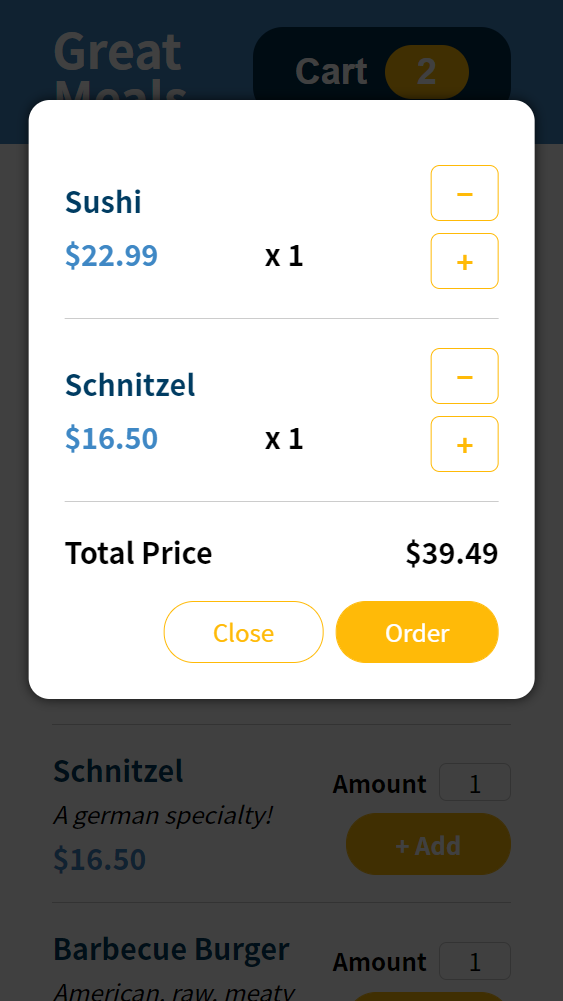 Great
Meals
Cart 2
−
Sushi
$22.99 x 1
+
−
Schnitzel
$16.50 x 1
+
Total Price $39.49
Close Order
Schnitzel
Amount 1
A german specialty!
+ Add
$16.50
Barbecue Burger
Amount 1
American, raw, meaty